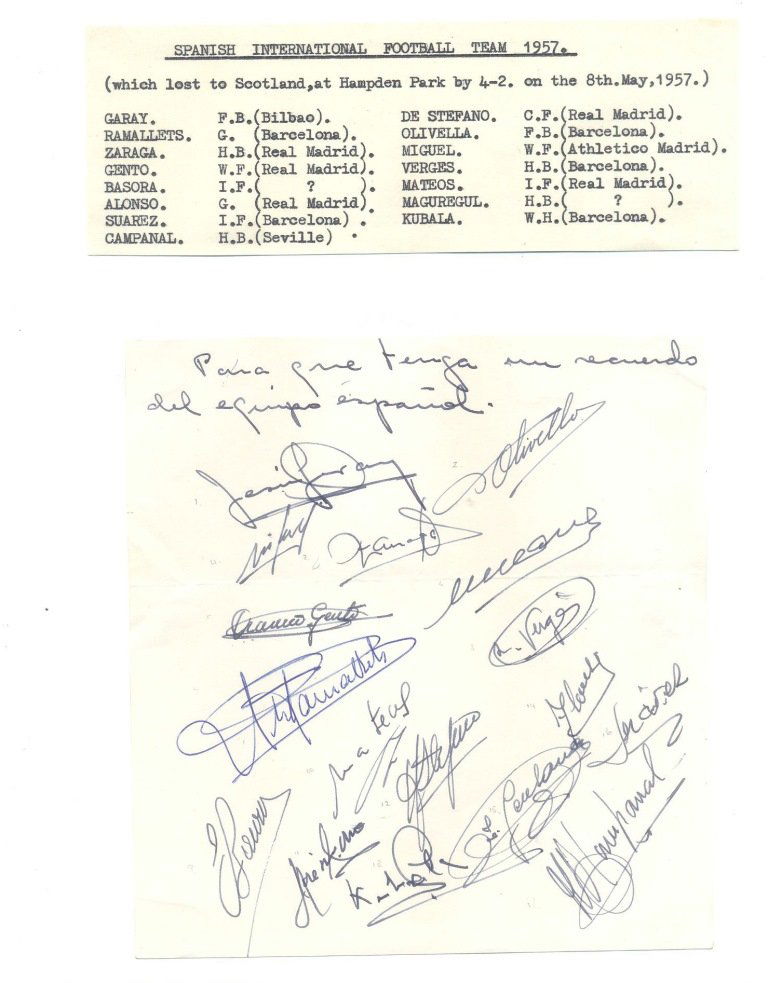 SPANISH INTERNATIONAL FOOTBALL TEAM 1957.
(which lost to Scotland,at Hampden Park by 4-2. on the 8th.May,1957.)
GARAY. F.B.(Bilbao).
RAMALLETS. G. (Barcelona).
ZARAGA. H.B.(Real Madrid).
GENTO. W.F.(Real Madrid).
BASORA. I.F.( ? ).
ALONSO. G. (Real Madrid).
SUAREZ. I.F.(Barcelona) .
CAMPANAL. H.B.(Seville) .
DE STEFANO. C.F.(Real Madrid).
OLIVELLA. F.B.(Barcelona).
MIGUEL. W.F.(Athletico Madrid).
VERGES. H.B.(Barcelona).
MATEOS. I.F.(Real Madrid).
MAGUREGUL. H.B.( ? ).
KUBALA. W.H.(Barcelona).
Para que tenga un recuerdo
del equipo español.
Olivella
Gento
Vergés
Ramallets
Mateos
Stefano
Kubala
Campanal